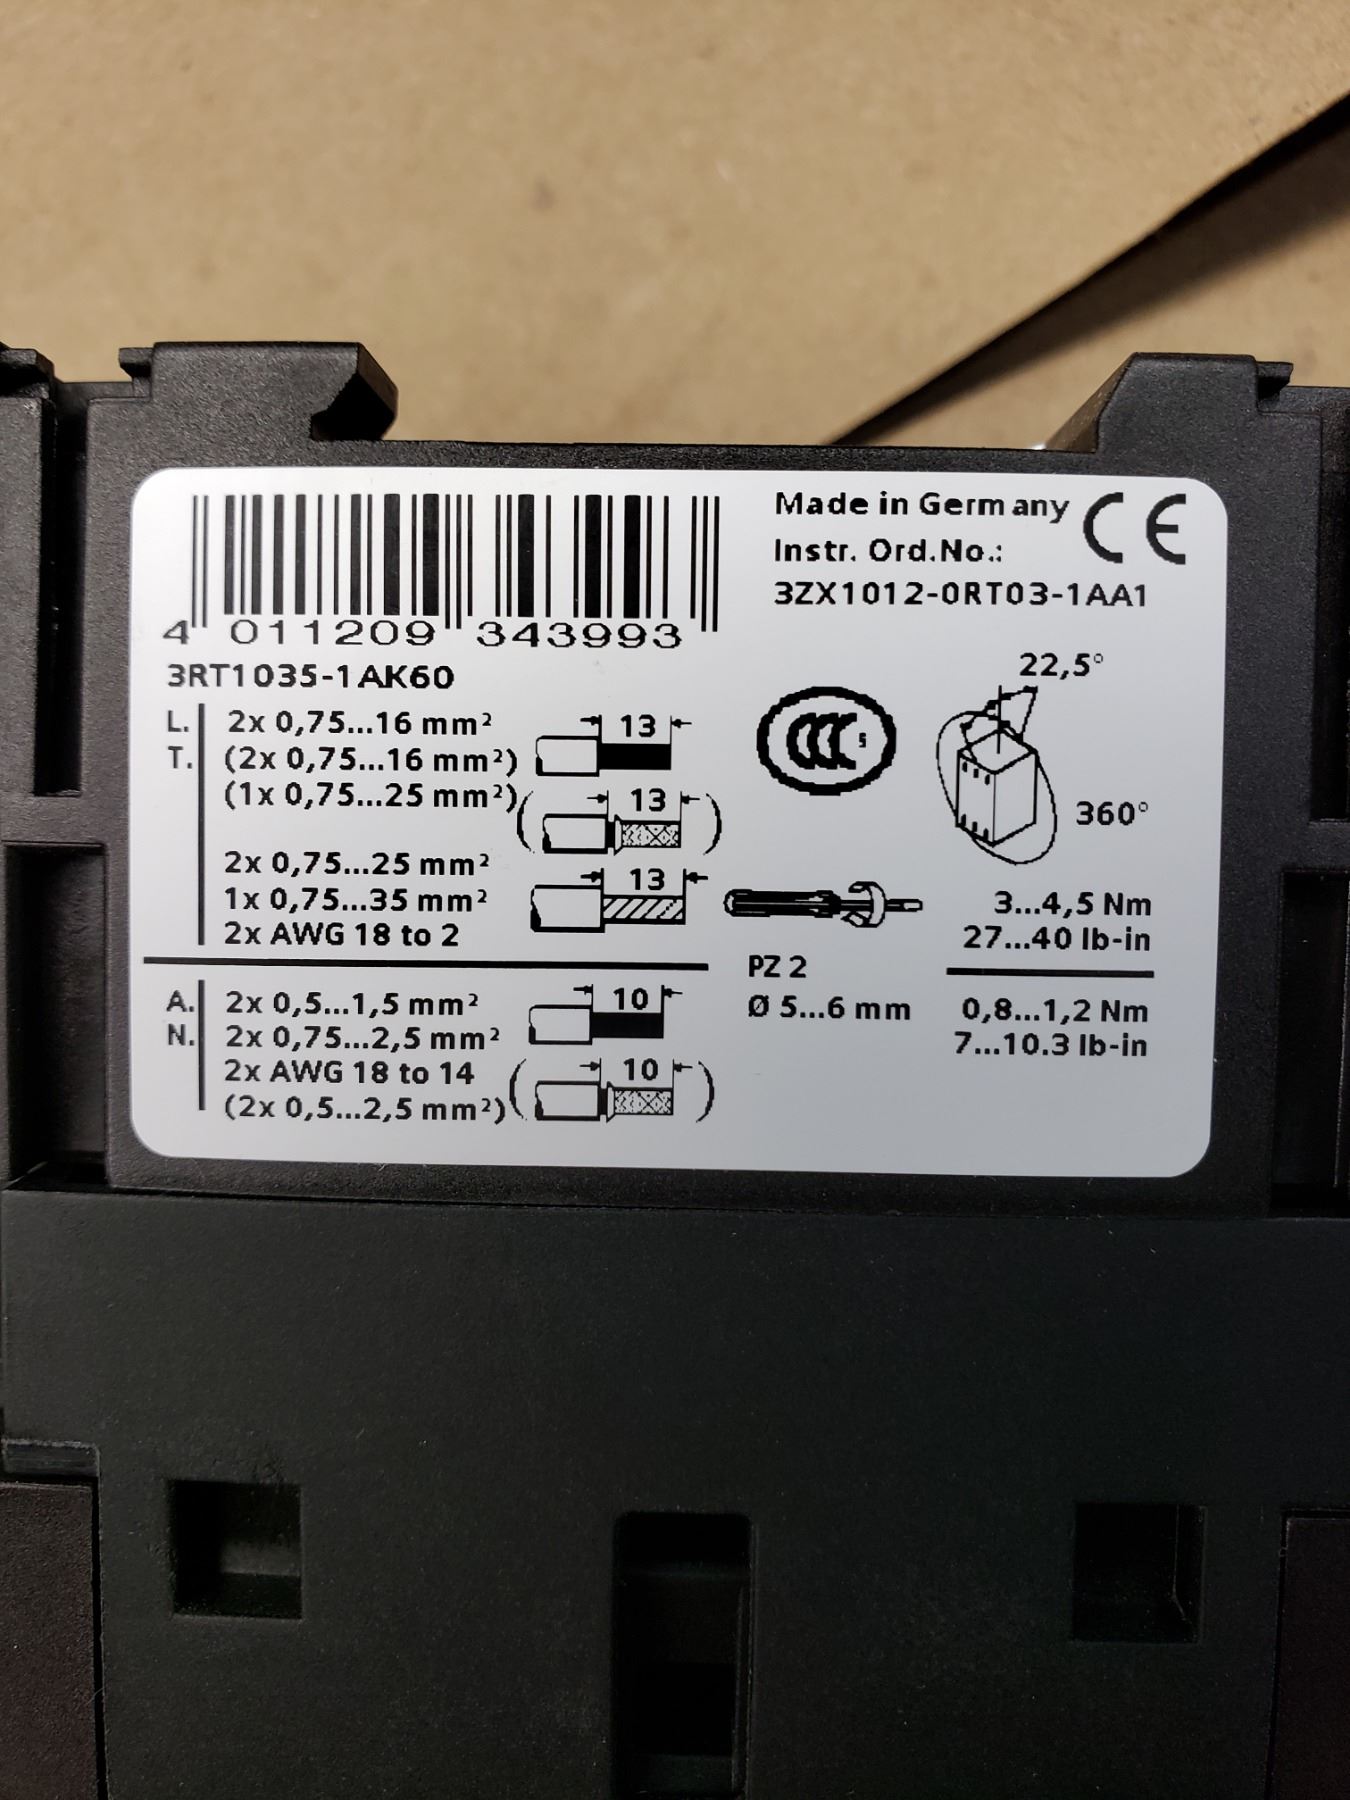 Made in Germany CE
Instr. Ord.No.:
3ZX1012-0RT03-1AA1
4 011209 343993
3RT1035-1AK60
22,5°
L. 2x 0,75...16 mm² 13
T. (2x 0,75...16 mm²)
CCC S
(1x 0,75...25 mm²) ( 13 )
360°
2x 0,75...25 mm²
1x 0,75...35 mm² 13
2x AWG 18 to 2
3...4,5 Nm
27...40 lb-in
PZ 2
Ø 5...6 mm
A. 2x 0,5...1,5 mm² 10
N. 2x 0,75...2,5 mm²
2x AWG 18 to 14
(2x 0,5...2,5 mm²) ( 10 )
0,8...1,2 Nm
7...10.3 lb-in